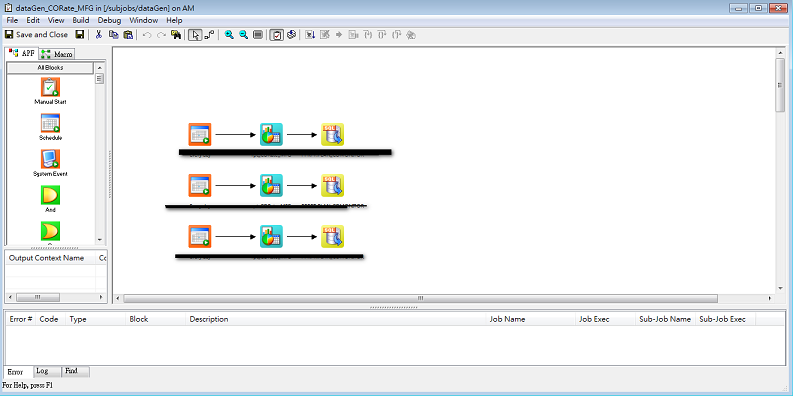 dataGen_CORate_MFG in [/subjobs/dataGen] on AM
File Edit View Build Debug Window Help
Save and Close
APF Macro
All Blocks
Manual Start
Schedule
System Event
And
Output Context Name Co
Error # Code Type Block Description Job Name Job Exec Sub-Job Name Sub-Job Exec
Error Log Find
For Help, press F1